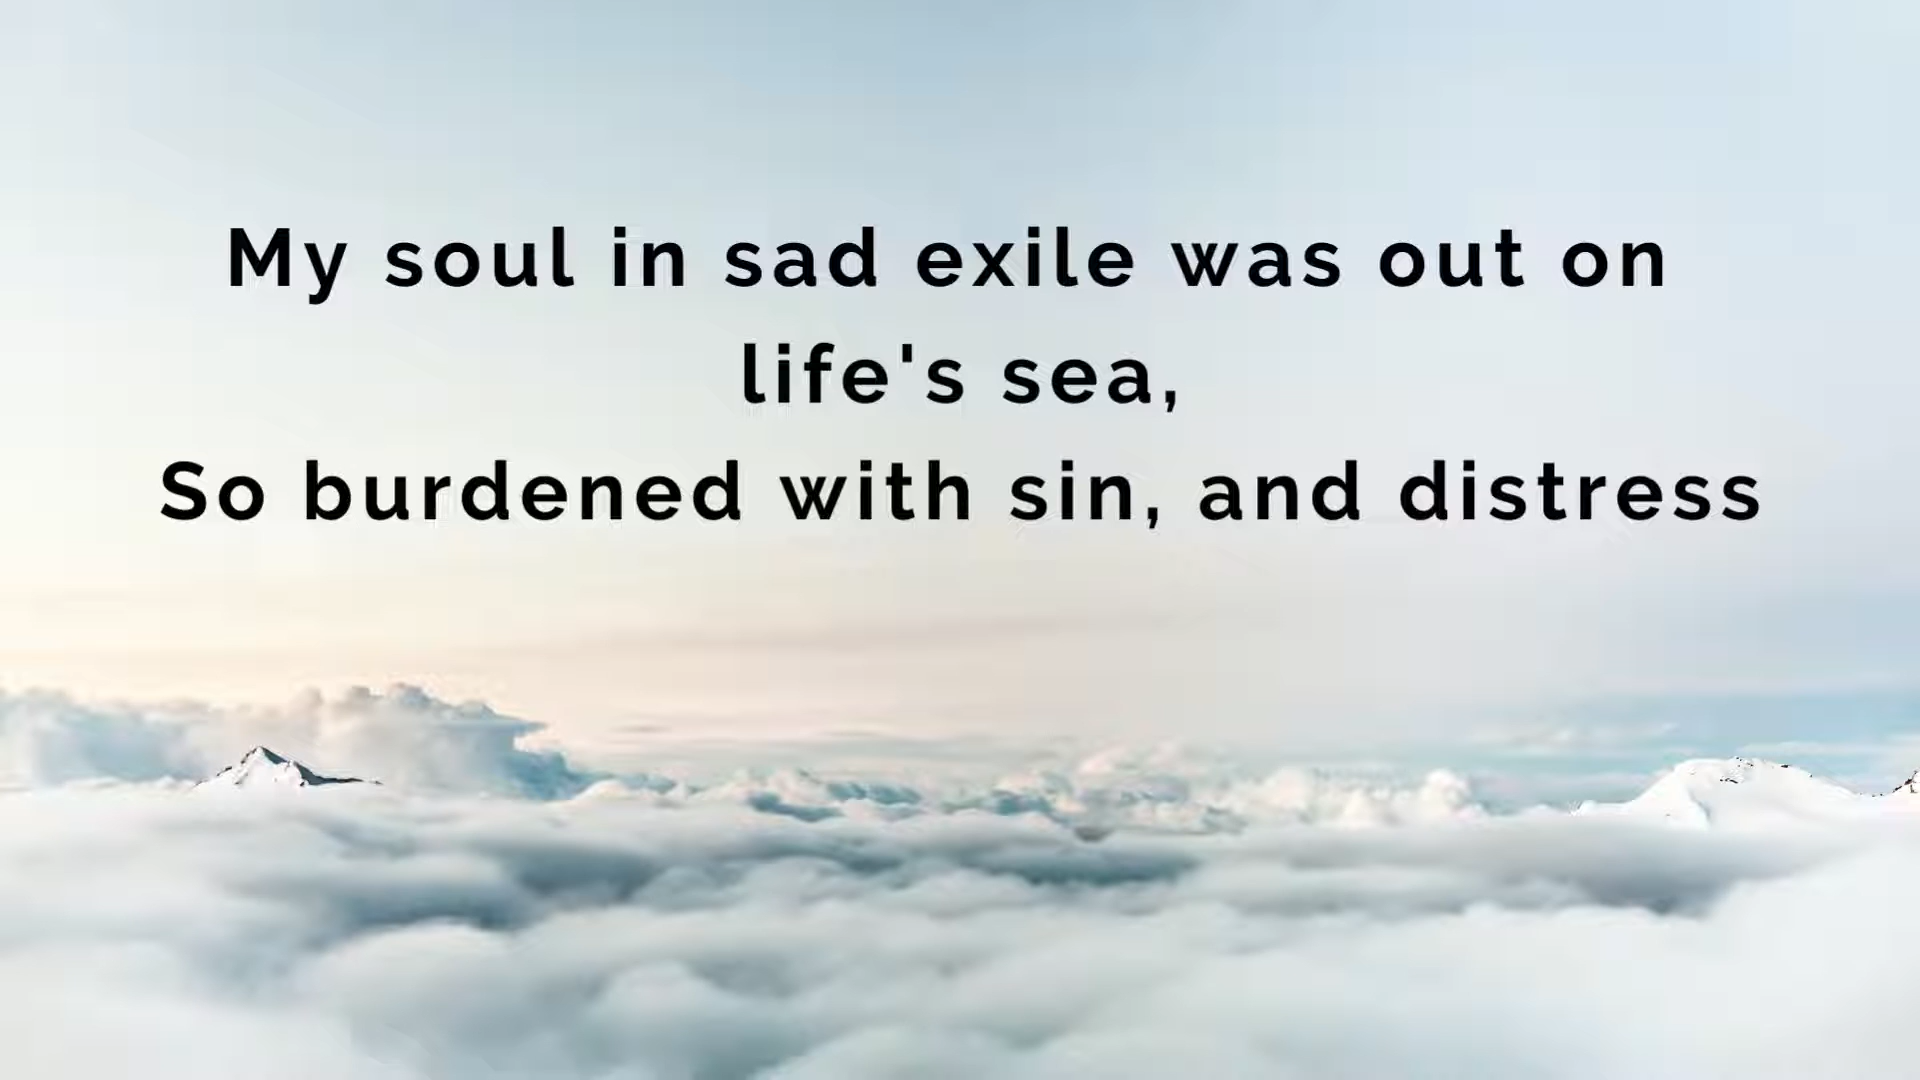 My soul in sad exile was out on
life's sea,
So burdened with sin, and distress